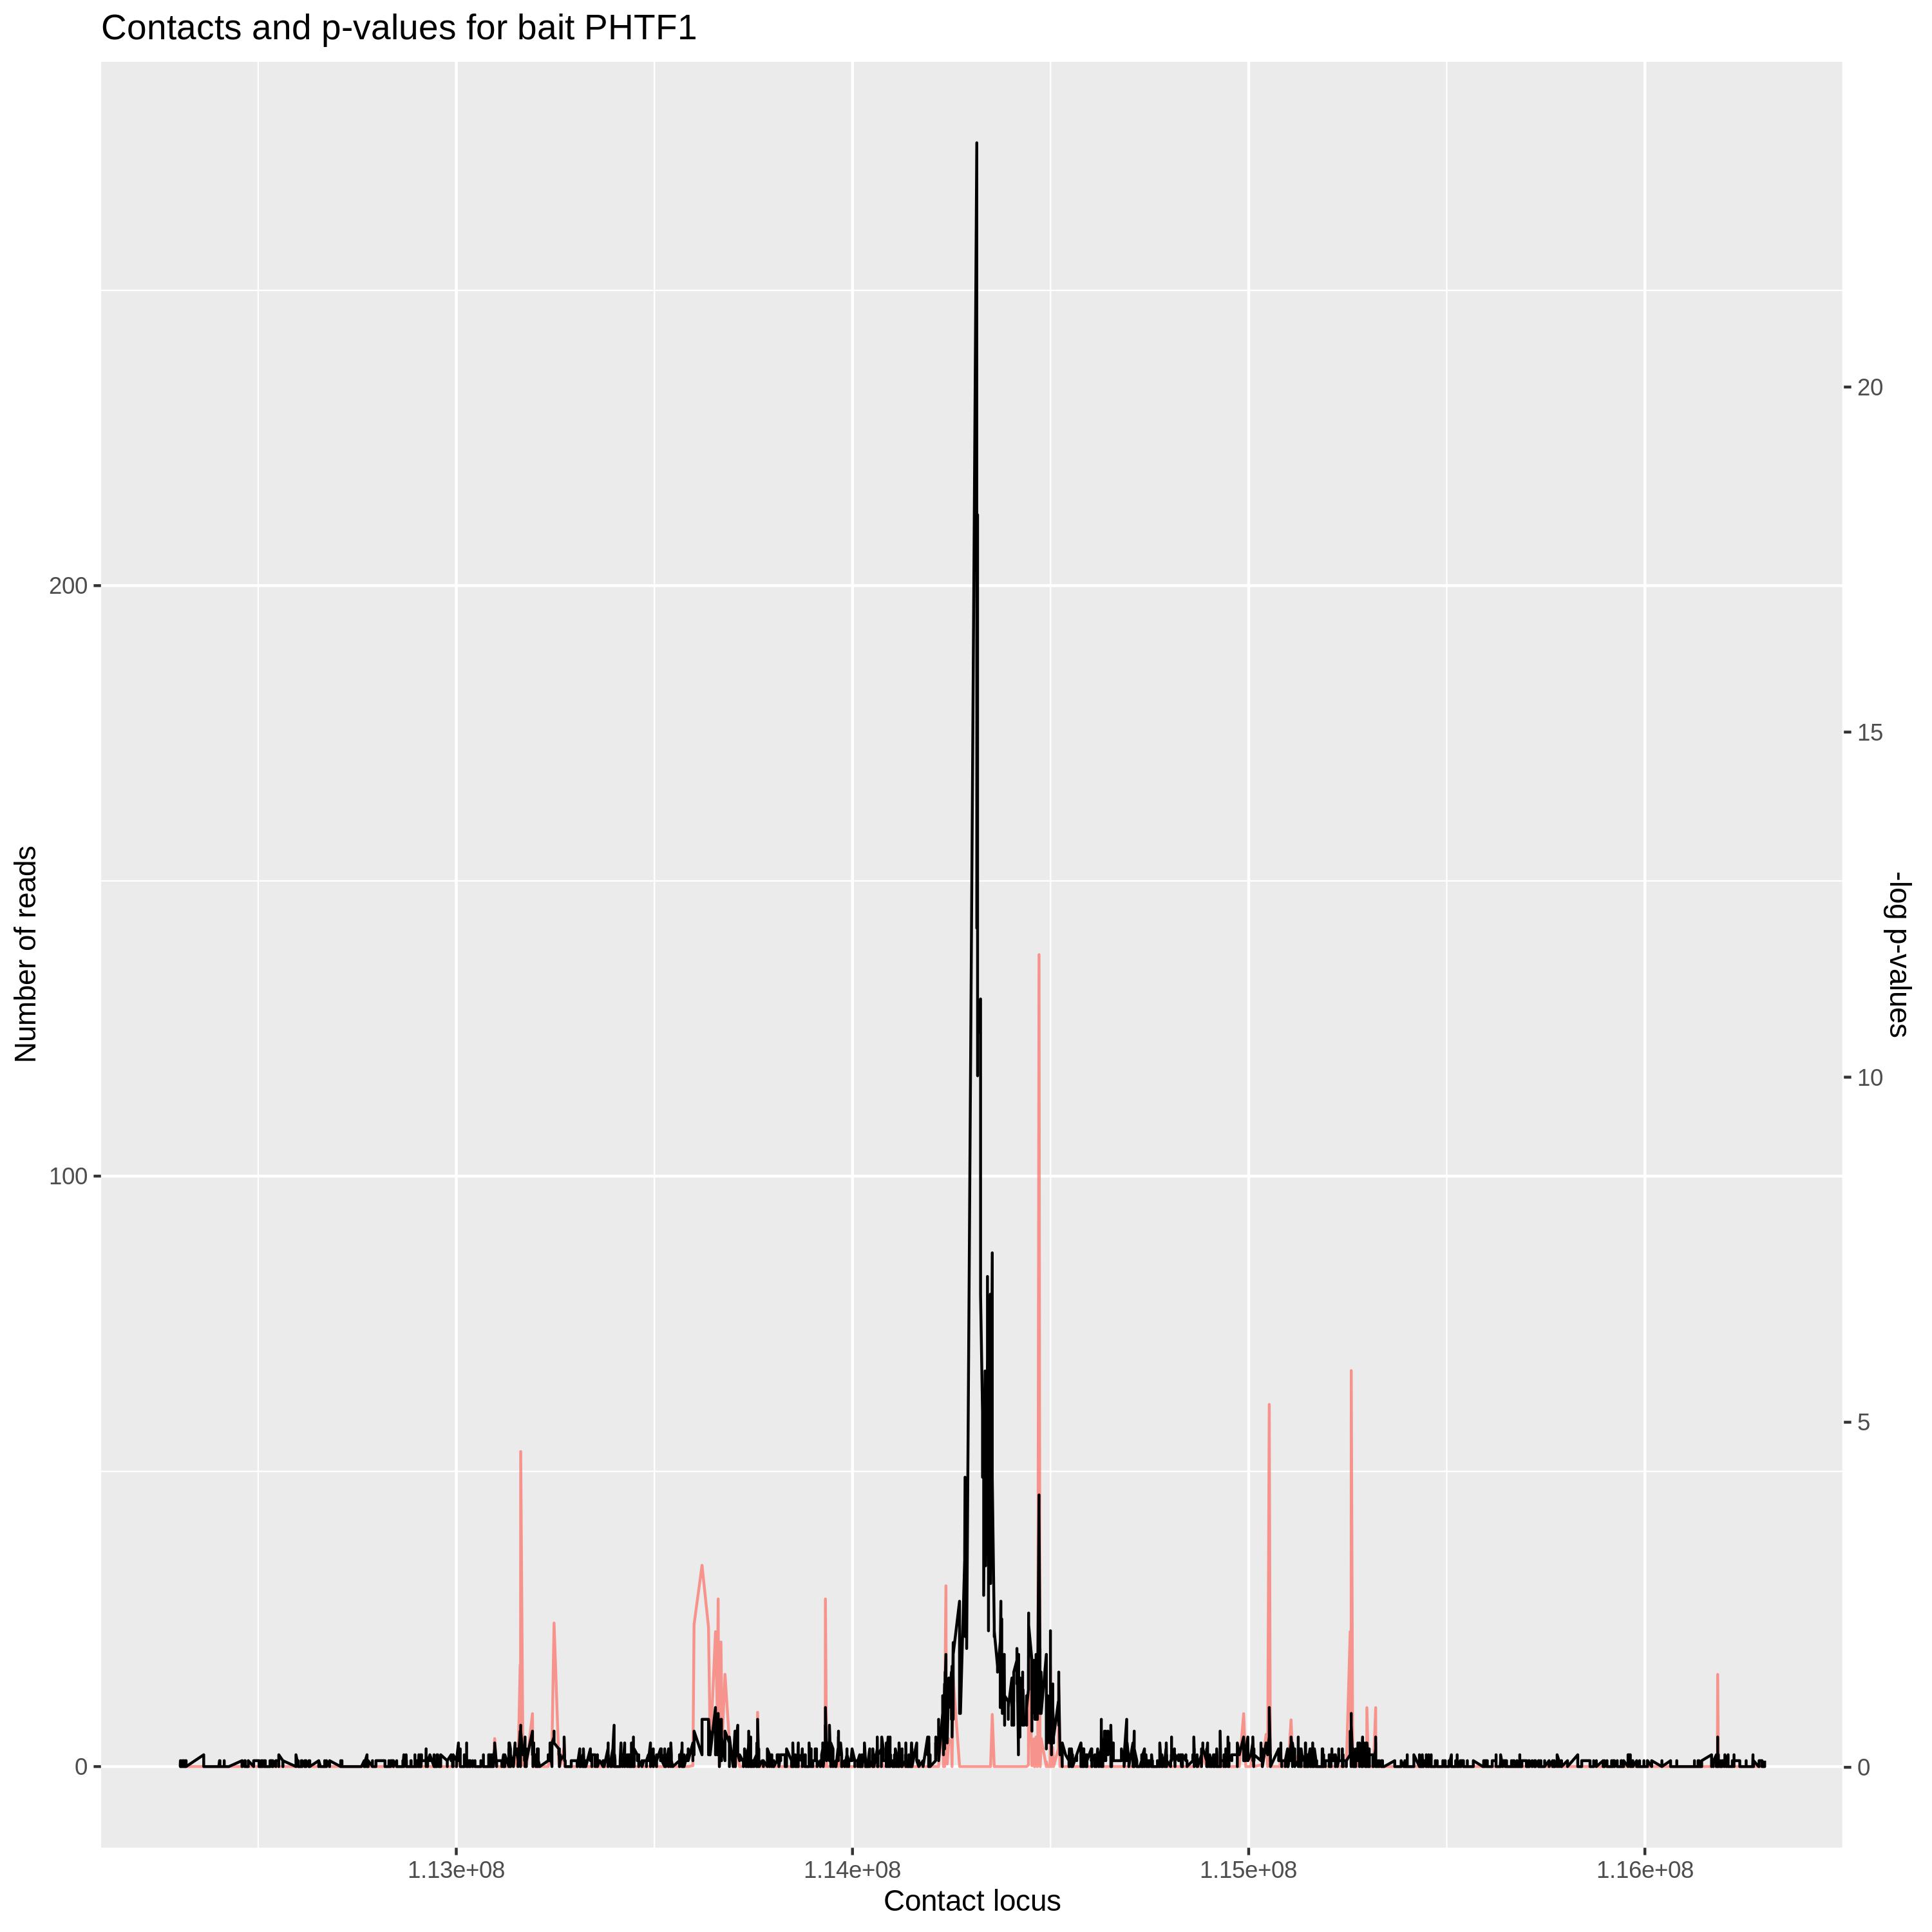 Contacts and p-values for bait PHTF1
Number of reads
200
100
0
20
15
10
5
0
-log p-values
1.13e+08
1.14e+08
1.15e+08
1.16e+08
Contact locus